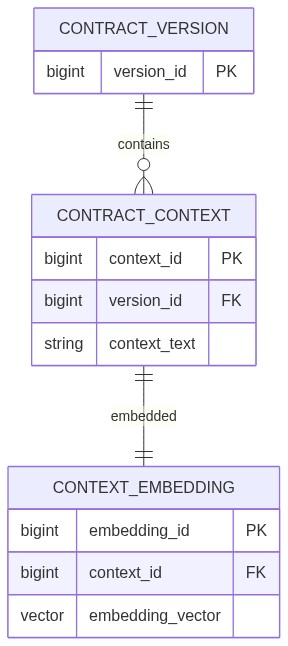 CONTRACT_VERSION
bigint version_id PK
contains
CONTRACT_CONTEXT
bigint context_id PK
bigint version_id FK
string context_text
embedded
CONTEXT_EMBEDDING
bigint embedding_id PK
bigint context_id FK
vector embedding_vector